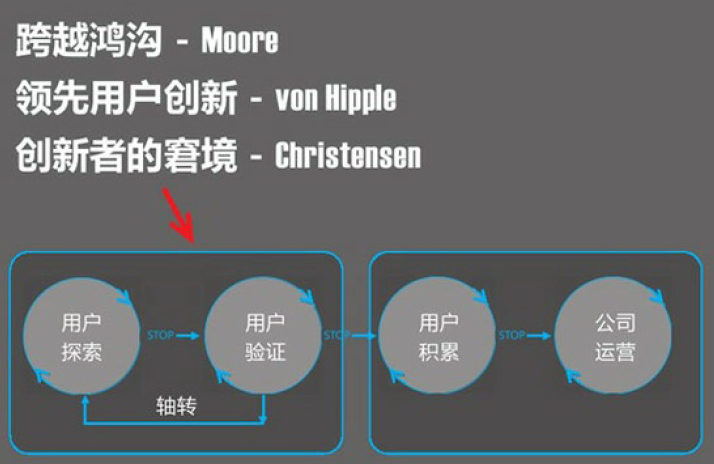 跨越鸿沟 - Moore
领先用户创新 - von Hipple
创新者的窘境 - Christensen
用户
探索
STOP
用户
验证
STOP
用户
积累
STOP
公司
运营
轴转